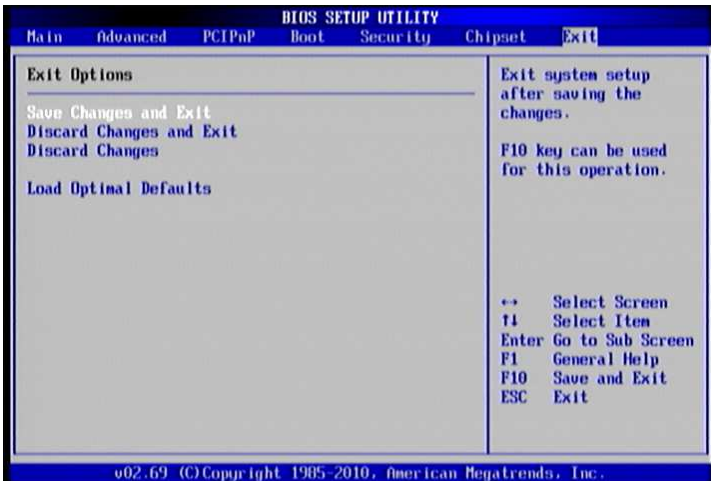 BIOS SETUP UTILITY
Main Advanced PCIPnP Boot Security Chipset Exit
Exit Options
Save Changes and Exit
Discard Changes and Exit
Discard Changes
Load Optimal Defaults
Exit system setup
after saving the
changes.
F10 key can be used
for this operation.
↔ Select Screen
↑↓ Select Item
Enter Go to Sub Screen
F1 General Help
F10 Save and Exit
ESC Exit
v02.69 (C)Copyright 1985-2010, American Megatrends, Inc.